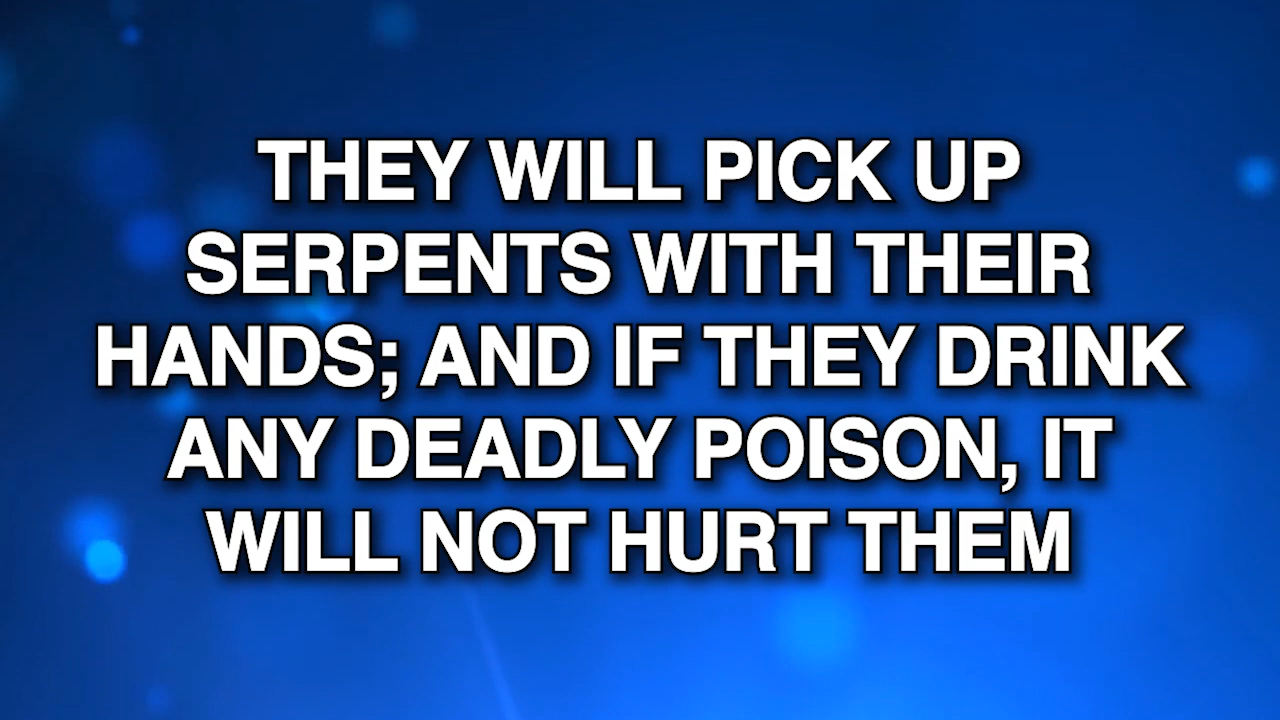 THEY WILL PICK UP
SERPENTS WITH THEIR
HANDS; AND IF THEY DRINK
ANY DEADLY POISON, IT
WILL NOT HURT THEM